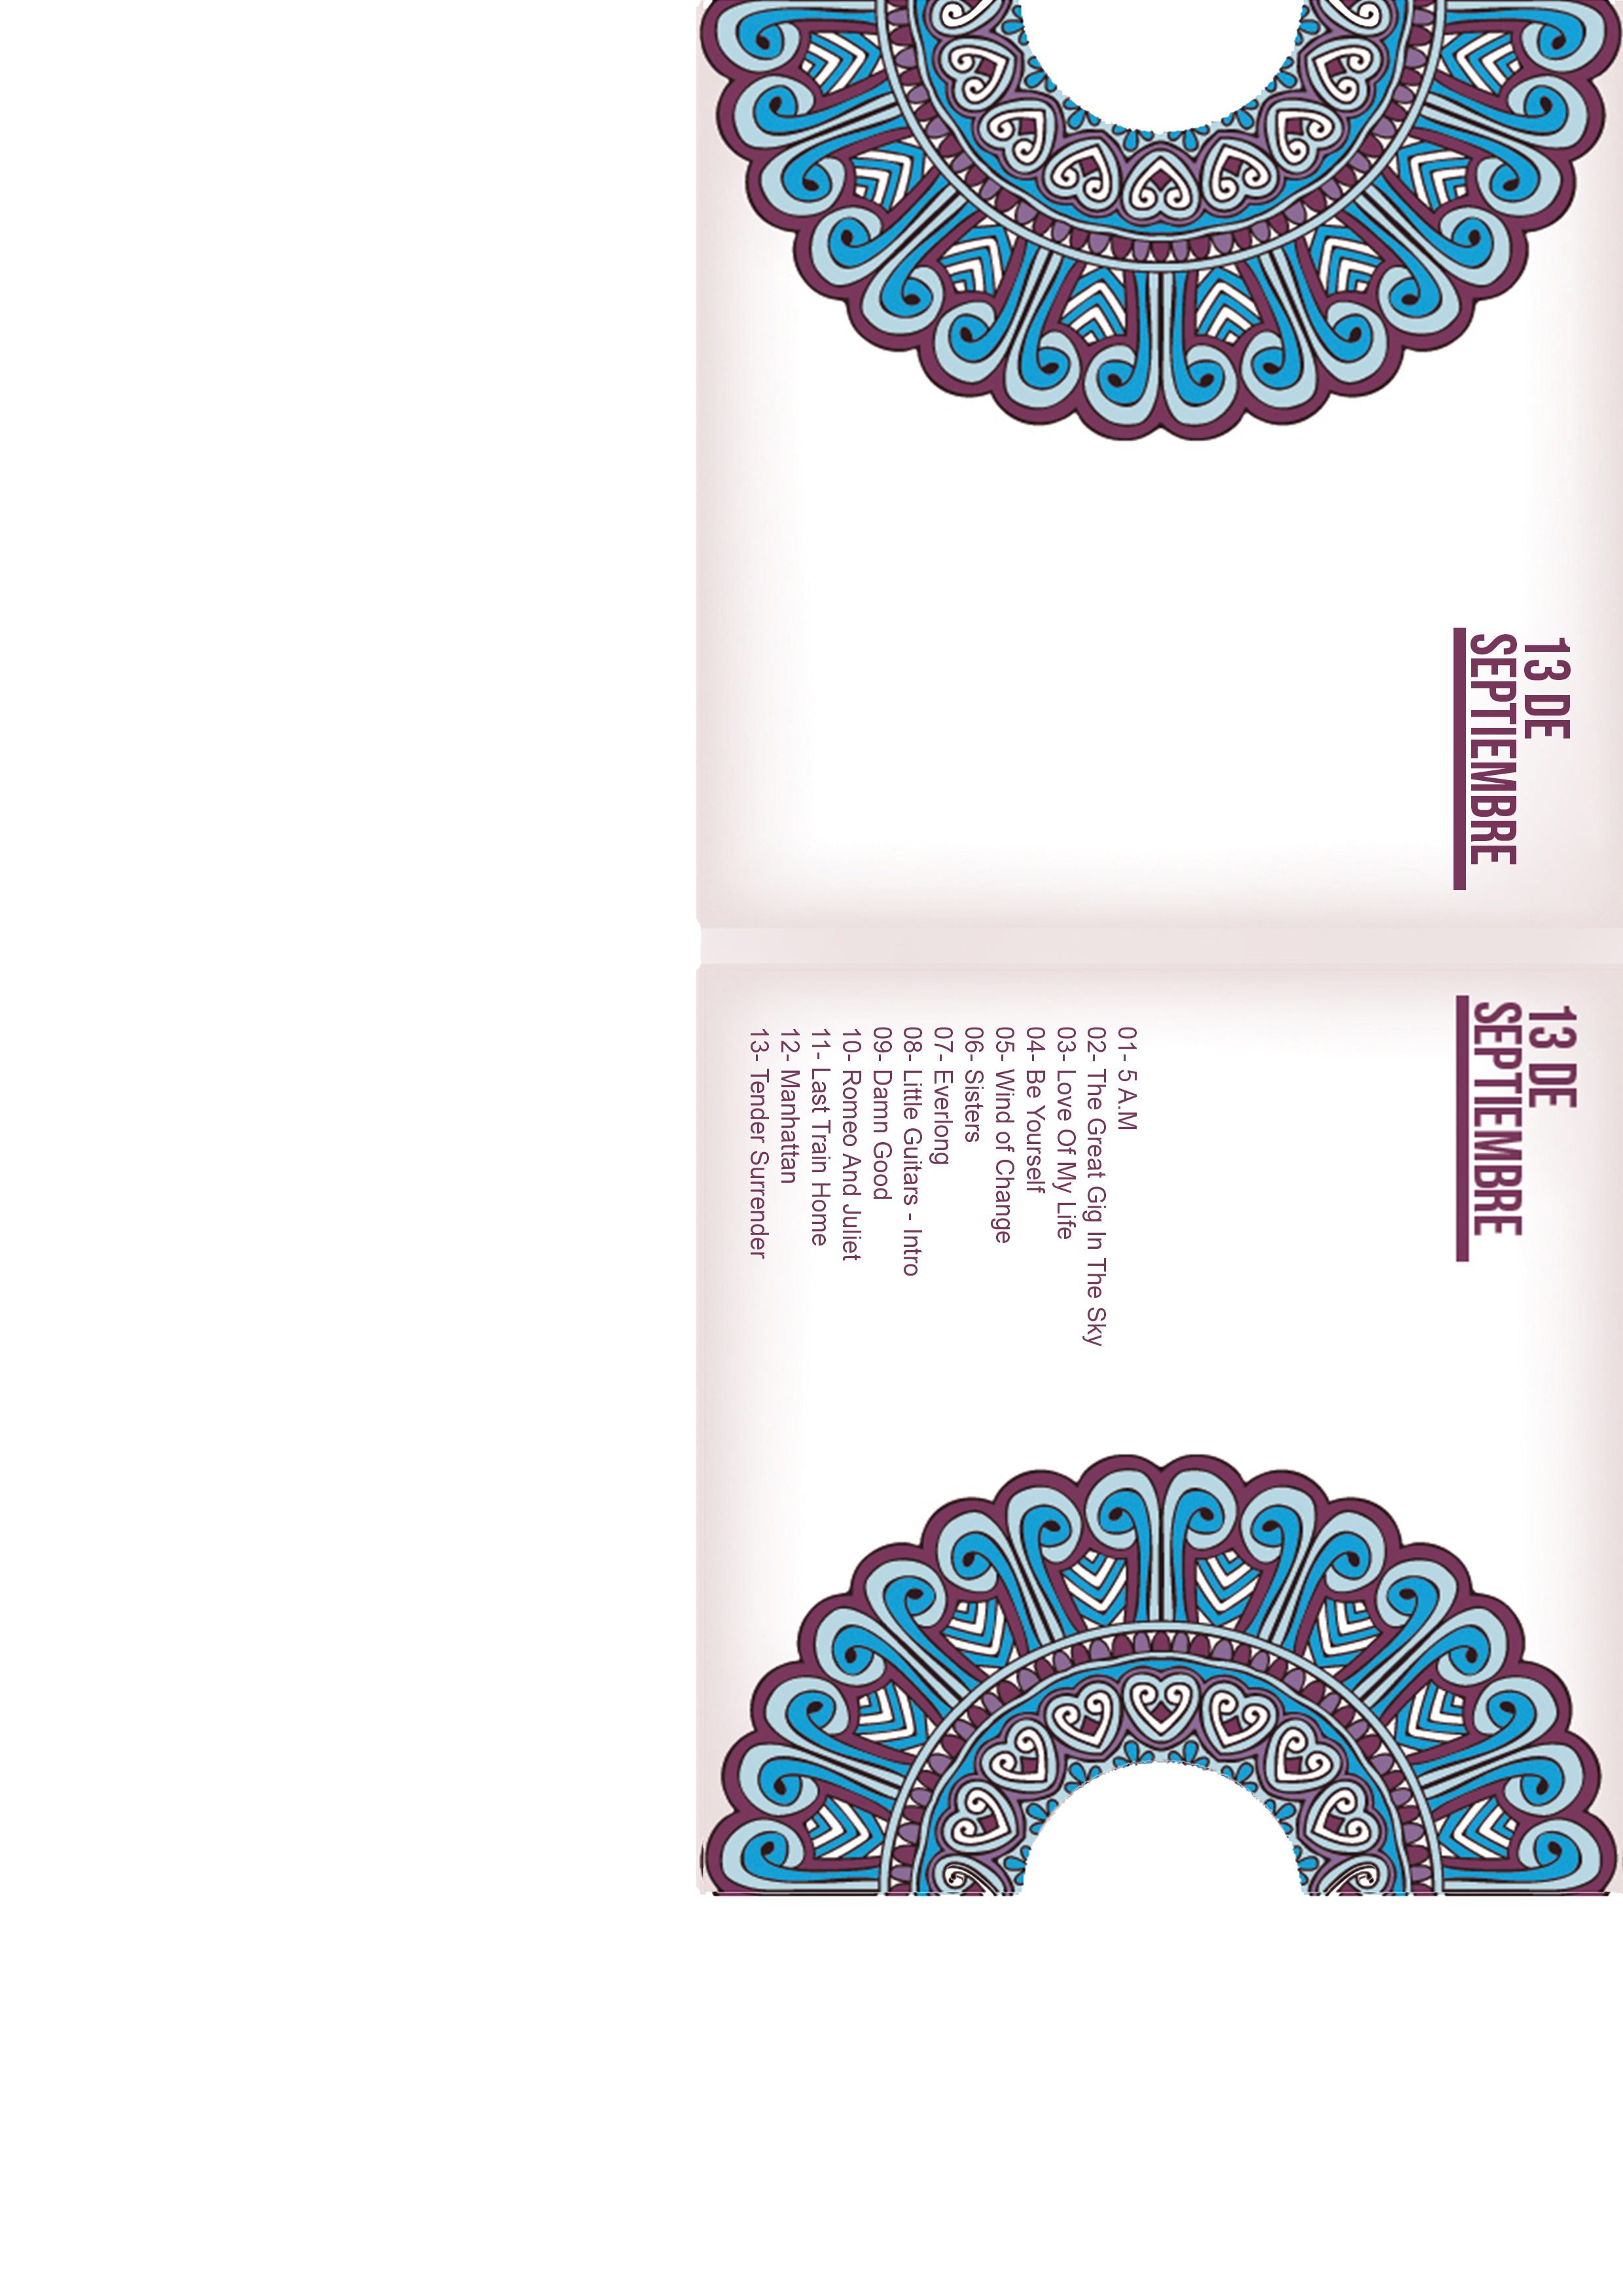 13 DE
SEPTIEMBRE
13 DE
SEPTIEMBRE
01- 5 A.M
02- The Great Gig In The Sky
03- Love Of My Life
04- Be Yourself
05- Wind of Change
06- Sisters
07- Everlong
08- Little Guitars - Intro
09- Damn Good
10- Romeo And Juliet
11- Last Train Home
12- Manhattan
13- Tender Surrender